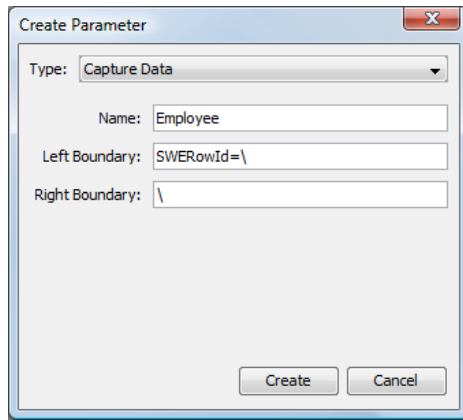 Create Parameter
Type: Capture Data
Name: Employee
Left Boundary: SWERowId=\
Right Boundary: \
Create Cancel